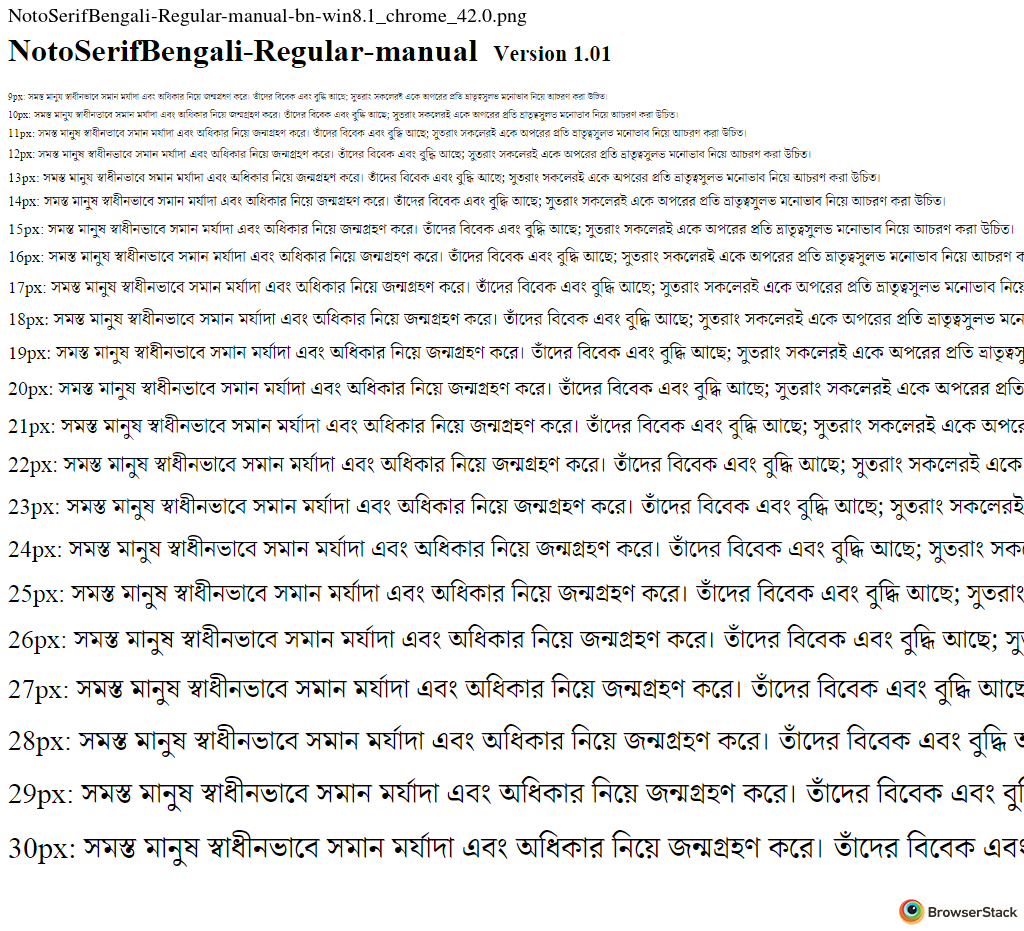 NotoSerifBengali-Regular-manual-bn-win8.1_chrome_42.0.png
NotoSerifBengali-Regular-manual Version 1.01
9px: সমস্ত মানুষ স্বাধীনভাবে সমান মর্যাদা এবং অধিকার নিয়ে জন্মগ্রহণ করে। তাঁদের বিবেক এবং বুদ্ধি আছে; সুতরাং সকলেরই একে অপরের প্রতি ভ্রাতৃত্বসুলভ মনোভাব নিয়ে আচরণ করা উচিত।
10px: সমস্ত মানুষ স্বাধীনভাবে সমান মর্যাদা এবং অধিকার নিয়ে জন্মগ্রহণ করে। তাঁদের বিবেক এবং বুদ্ধি আছে; সুতরাং সকলেরই একে অপরের প্রতি ভ্রাতৃত্বসুলভ মনোভাব নিয়ে আচরণ করা উচিত।
11px: সমস্ত মানুষ স্বাধীনভাবে সমান মর্যাদা এবং অধিকার নিয়ে জন্মগ্রহণ করে। তাঁদের বিবেক এবং বুদ্ধি আছে; সুতরাং সকলেরই একে অপরের প্রতি ভ্রাতৃত্বসুলভ মনোভাব নিয়ে আচরণ করা উচিত।
12px: সমস্ত মানুষ স্বাধীনভাবে সমান মর্যাদা এবং অধিকার নিয়ে জন্মগ্রহণ করে। তাঁদের বিবেক এবং বুদ্ধি আছে; সুতরাং সকলেরই একে অপরের প্রতি ভ্রাতৃত্বসুলভ মনোভাব নিয়ে আচরণ করা উচিত।
13px: সমস্ত মানুষ স্বাধীনভাবে সমান মর্যাদা এবং অধিকার নিয়ে জন্মগ্রহণ করে। তাঁদের বিবেক এবং বুদ্ধি আছে; সুতরাং সকলেরই একে অপরের প্রতি ভ্রাতৃত্বসুলভ মনোভাব নিয়ে আচরণ করা উচিত।
14px: সমস্ত মানুষ স্বাধীনভাবে সমান মর্যাদা এবং অধিকার নিয়ে জন্মগ্রহণ করে। তাঁদের বিবেক এবং বুদ্ধি আছে; সুতরাং সকলেরই একে অপরের প্রতি ভ্রাতৃত্বসুলভ মনোভাব নিয়ে আচরণ করা উচিত।
15px: সমস্ত মানুষ স্বাধীনভাবে সমান মর্যাদা এবং অধিকার নিয়ে জন্মগ্রহণ করে। তাঁদের বিবেক এবং বুদ্ধি আছে; সুতরাং সকলেরই একে অপরের প্রতি ভ্রাতৃত্বসুলভ মনোভাব নিয়ে আচরণ করা উচিত।
16px: সমস্ত মানুষ স্বাধীনভাবে সমান মর্যাদা এবং অধিকার নিয়ে জন্মগ্রহণ করে। তাঁদের বিবেক এবং বুদ্ধি আছে; সুতরাং সকলেরই একে অপরের প্রতি ভ্রাতৃত্বসুলভ মনোভাব নিয়ে আচরণ
17px: সমস্ত মানুষ স্বাধীনভাবে সমান মর্যাদা এবং অধিকার নিয়ে জন্মগ্রহণ করে। তাঁদের বিবেক এবং বুদ্ধি আছে; সুতরাং সকলেরই একে অপরের প্রতি ভ্রাতৃত্বসুলভ মনোভাব নিয়ে
18px: সমস্ত মানুষ স্বাধীনভাবে সমান মর্যাদা এবং অধিকার নিয়ে জন্মগ্রহণ করে। তাঁদের বিবেক এবং বুদ্ধি আছে; সুতরাং সকলেরই একে অপরের প্রতি ভ্রাতৃত্বসুলভ
19px: সমস্ত মানুষ স্বাধীনভাবে সমান মর্যাদা এবং অধিকার নিয়ে জন্মগ্রহণ করে। তাঁদের বিবেক এবং বুদ্ধি আছে; সুতরাং সকলেরই একে অপরের প্রতি
20px: সমস্ত মানুষ স্বাধীনভাবে সমান মর্যাদা এবং অধিকার নিয়ে জন্মগ্রহণ করে। তাঁদের বিবেক এবং বুদ্ধি আছে; সুতরাং সকলেরই একে অপরের প্রতি
21px: সমস্ত মানুষ স্বাধীনভাবে সমান মর্যাদা এবং অধিকার নিয়ে জন্মগ্রহণ করে। তাঁদের বিবেক এবং বুদ্ধি আছে; সুতরাং সকলেরই একে
22px: সমস্ত মানুষ স্বাধীনভাবে সমান মর্যাদা এবং অধিকার নিয়ে জন্মগ্রহণ করে। তাঁদের বিবেক এবং বুদ্ধি আছে; সুতরাং সকলেরই একে
23px: সমস্ত মানুষ স্বাধীনভাবে সমান মর্যাদা এবং অধিকার নিয়ে জন্মগ্রহণ করে। তাঁদের বিবেক এবং বুদ্ধি আছে; সুতরাং সকলেরই
24px: সমস্ত মানুষ স্বাধীনভাবে সমান মর্যাদা এবং অধিকার নিয়ে জন্মগ্রহণ করে। তাঁদের বিবেক এবং বুদ্ধি আছে; সুতরাং
25px: সমস্ত মানুষ স্বাধীনভাবে সমান মর্যাদা এবং অধিকার নিয়ে জন্মগ্রহণ করে। তাঁদের বিবেক এবং বুদ্ধি আছে; সুতরাং
26px: সমস্ত মানুষ স্বাধীনভাবে সমান মর্যাদা এবং অধিকার নিয়ে জন্মগ্রহণ করে। তাঁদের বিবেক এবং বুদ্ধি আছে;
27px: সমস্ত মানুষ স্বাধীনভাবে সমান মর্যাদা এবং অধিকার নিয়ে জন্মগ্রহণ করে। তাঁদের বিবেক এবং বুদ্ধি আছে
28px: সমস্ত মানুষ স্বাধীনভাবে সমান মর্যাদা এবং অধিকার নিয়ে জন্মগ্রহণ করে। তাঁদের বিবেক এবং বুদ্ধি
29px: সমস্ত মানুষ স্বাধীনভাবে সমান মর্যাদা এবং অধিকার নিয়ে জন্মগ্রহণ করে। তাঁদের বিবেক এবং
30px: সমস্ত মানুষ স্বাধীনভাবে সমান মর্যাদা এবং অধিকার নিয়ে জন্মগ্রহণ করে। তাঁদের বিবেক এবং
BrowserStack